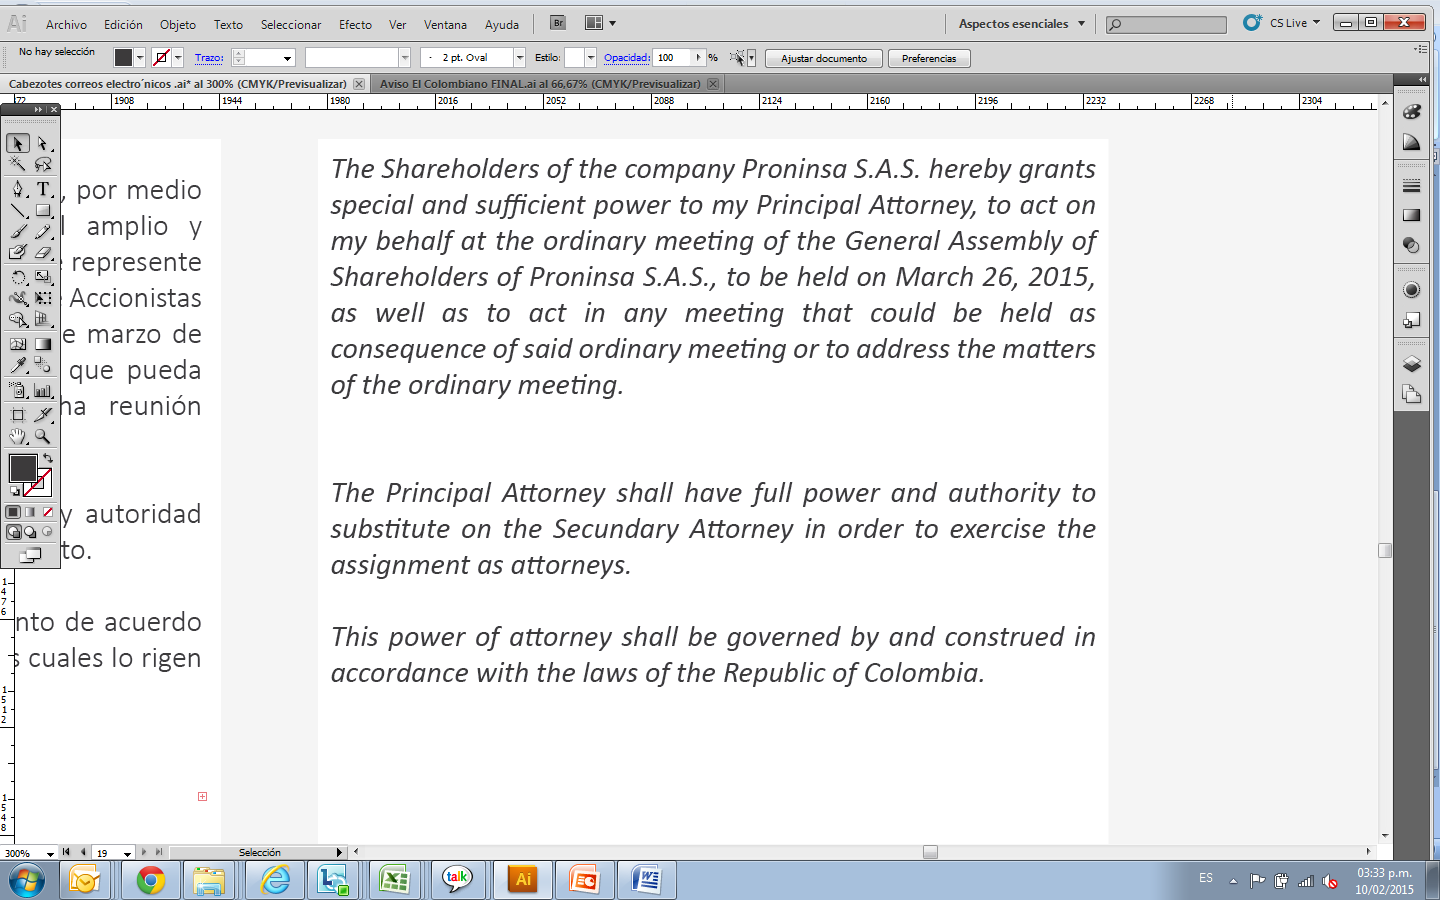 Ai Archivo Edición Objeto Texto Seleccionar Efecto Ver Ventana Ayuda Br Aspectos esenciales CS Live
No hay selección Trazo: 2 pt. Oval Estilo: Opacidad: 100 % Ajustar documento Preferencias
Cabezotes correos electro´nicos .ai* al 300% (CMYK/Previsualizar) Aviso El Colombiano FINAL.ai al 66,67% (CMYK/Previsualizar)
72 1908 1944 1980 2016 2052 2088 2124 2160 2196 2232 2268 2304
, por medio
amplio y
represente
Accionistas
e marzo de
que pueda
ha reunión
y autoridad
to.
nto de acuerdo
s cuales lo rigen
The Shareholders of the company Proninsa S.A.S. hereby grants
special and sufficient power to my Principal Attorney, to act on
my behalf at the ordinary meeting of the General Assembly of
Shareholders of Proninsa S.A.S., to be held on March 26, 2015,
as well as to act in any meeting that could be held as
consequence of said ordinary meeting or to address the matters
of the ordinary meeting.
The Principal Attorney shall have full power and authority to
substitute on the Secundary Attorney in order to exercise the
assignment as attorneys.
This power of attorney shall be governed by and construed in
accordance with the laws of the Republic of Colombia.
1476
1512
1548
300% 19 Selección
talk Ai ES 03:33 p.m.
10/02/2015